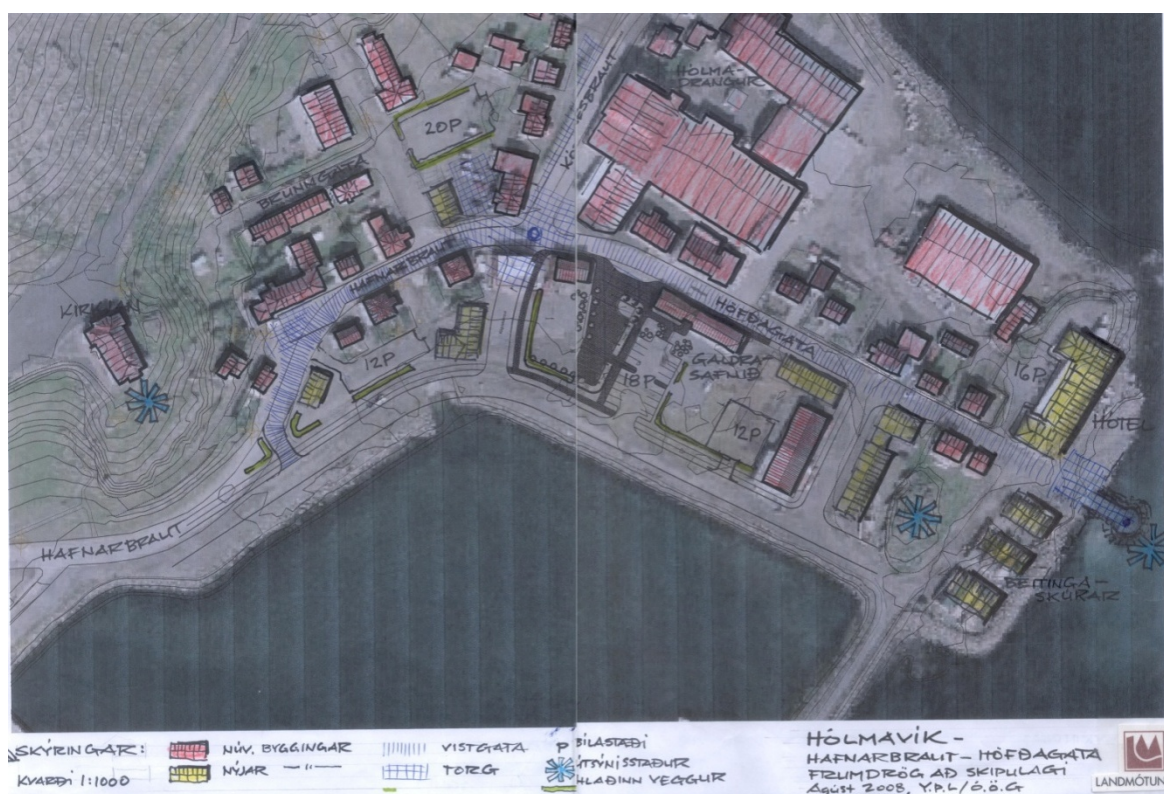 HÓLMA-
DRANGUR
20P
BRUNNGATA
HAFNARBRAUT
KIRKJAN
HÖFÐAGATA
12P
18P
GALDRA-
SAFNIÐ
16P
HÓTEL
12P
HAFNARBRAUT
BEITINGA-
SKÚRAR
SKÝRINGAR:
KVARÐI 1:1000
NÚV. BYGGINGAR
NÝJAR —〃—
VISTGATA
TORG
P BÍLASTÆÐI
ÚTSÝNISSTAÐUR
HLAÐINN VEGGUR
HÓLMAVÍK -
HAFNARBRAUT - HÖFÐAGATA
FRUMDRÖG AÐ SKIPULAGI
ÁGÚST 2008, Y.P.L / Ó.Ö.G
LANDMÓTUN